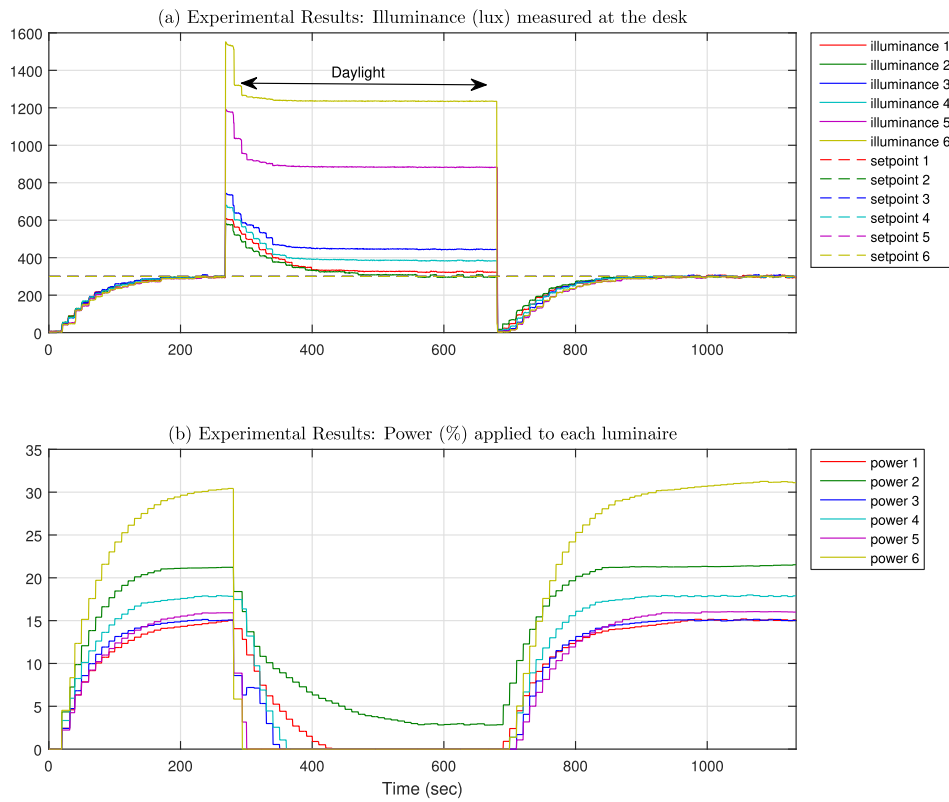 (a) Experimental Results: Illuminance (lux) measured at the desk
1600
1400
1200
1000
800
600
400
200
0
0 200 400 600 800 1000
Daylight
illuminance 1
illuminance 2
illuminance 3
illuminance 4
illuminance 5
illuminance 6
setpoint 1
setpoint 2
setpoint 3
setpoint 4
setpoint 5
setpoint 6
(b) Experimental Results: Power (%) applied to each luminaire
35
30
25
20
15
10
5
0
0 200 400 600 800 1000
Time (sec)
power 1
power 2
power 3
power 4
power 5
power 6